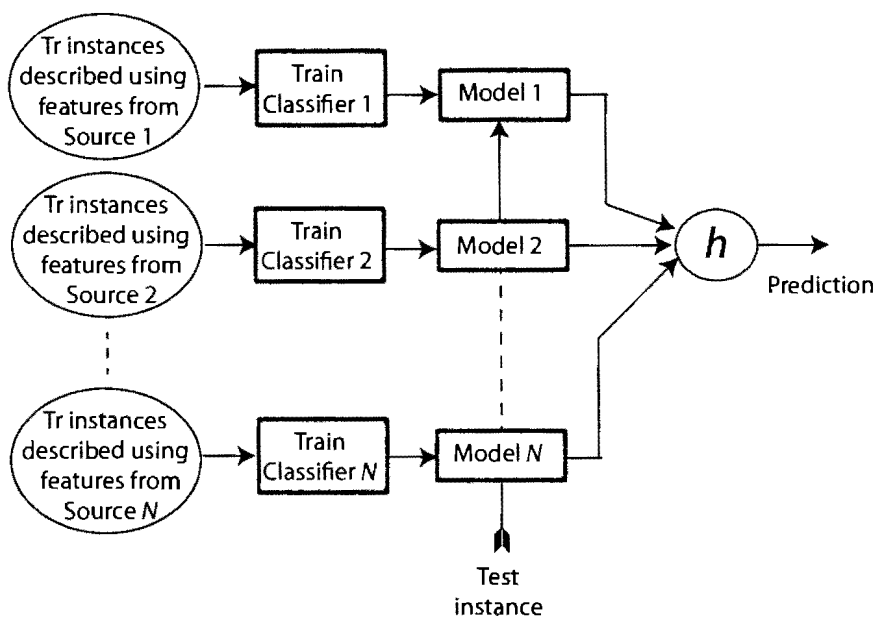 Tr instances
described using
features from
Source 1
Train
Classifier 1
Model 1
Tr instances
described using
features from
Source 2
Train
Classifier 2
Model 2
h
Prediction
Tr instances
described using
features from
Source N
Train
Classifier N
Model N
Test
instance